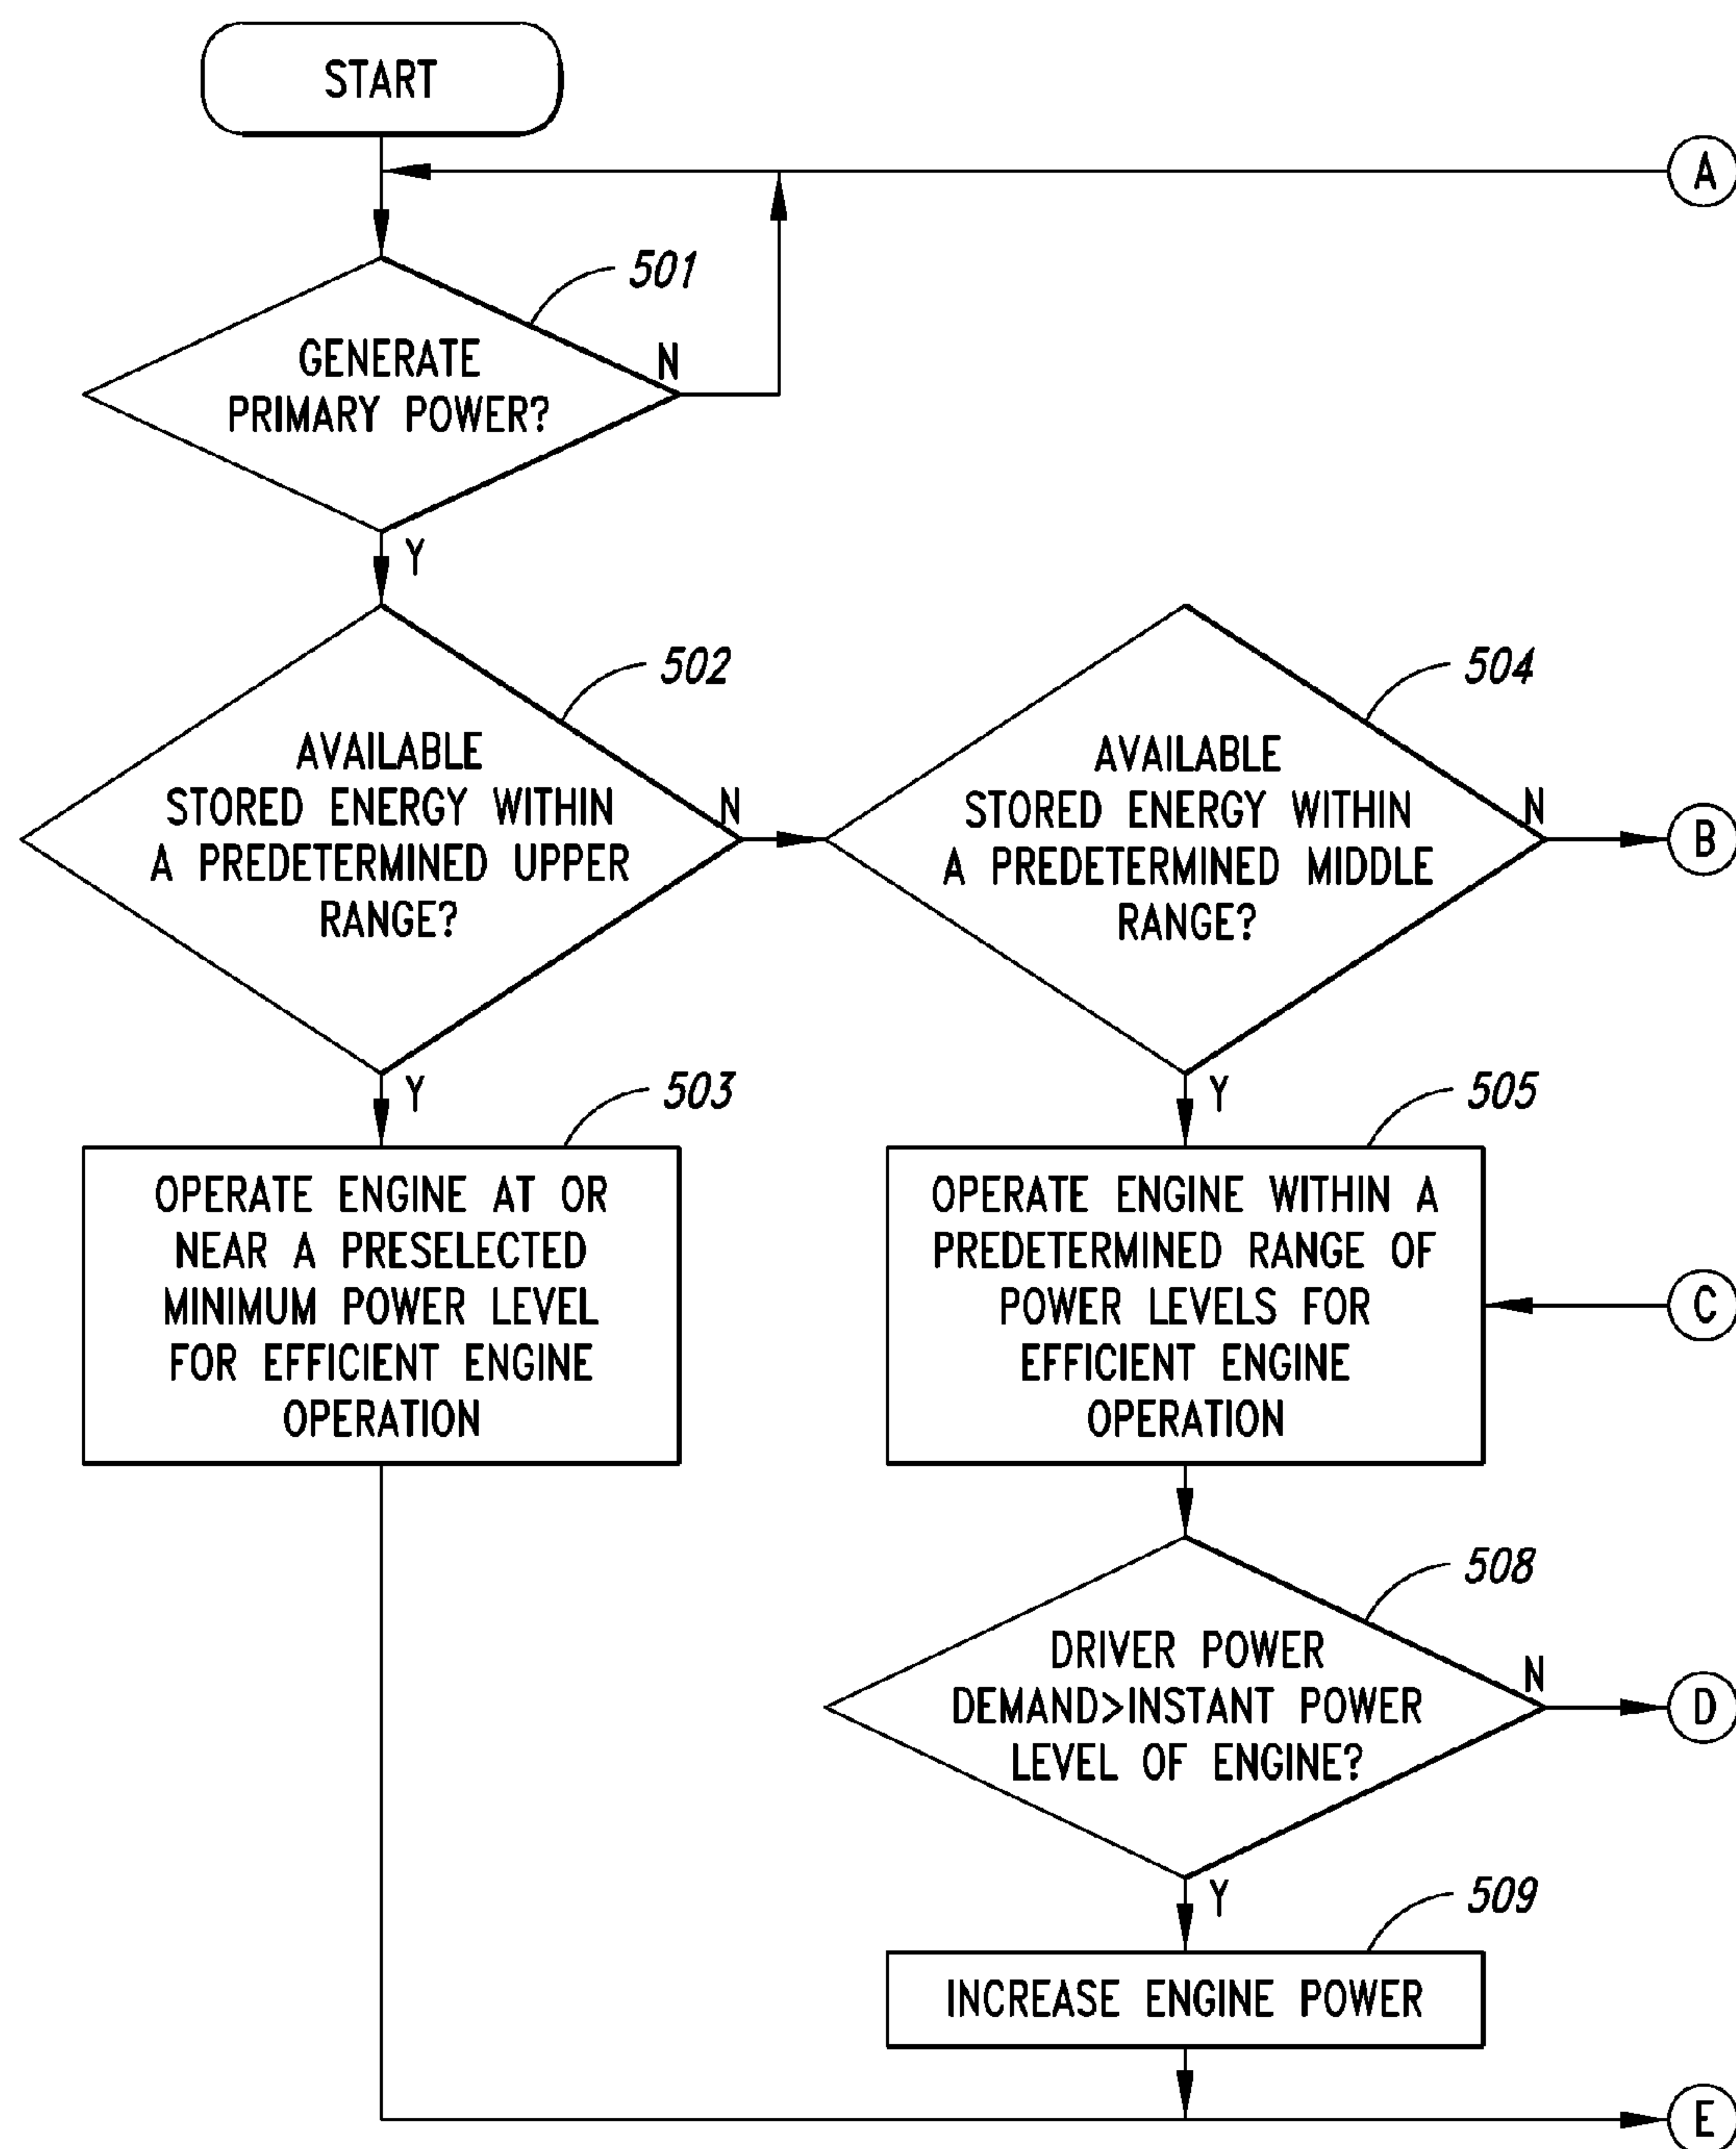 START
A
501
GENERATE
PRIMARY POWER?
N
Y
502
AVAILABLE
STORED ENERGY WITHIN
A PREDETERMINED UPPER
RANGE?
N
Y
504
AVAILABLE
STORED ENERGY WITHIN
A PREDETERMINED MIDDLE
RANGE?
N
B
Y
503
OPERATE ENGINE AT OR
NEAR A PRESELECTED
MINIMUM POWER LEVEL
FOR EFFICIENT ENGINE
OPERATION
505
OPERATE ENGINE WITHIN A
PREDETERMINED RANGE OF
POWER LEVELS FOR
EFFICIENT ENGINE
OPERATION
C
508
DRIVER POWER
DEMAND>INSTANT POWER
LEVEL OF ENGINE?
N
D
Y
509
INCREASE ENGINE POWER
E